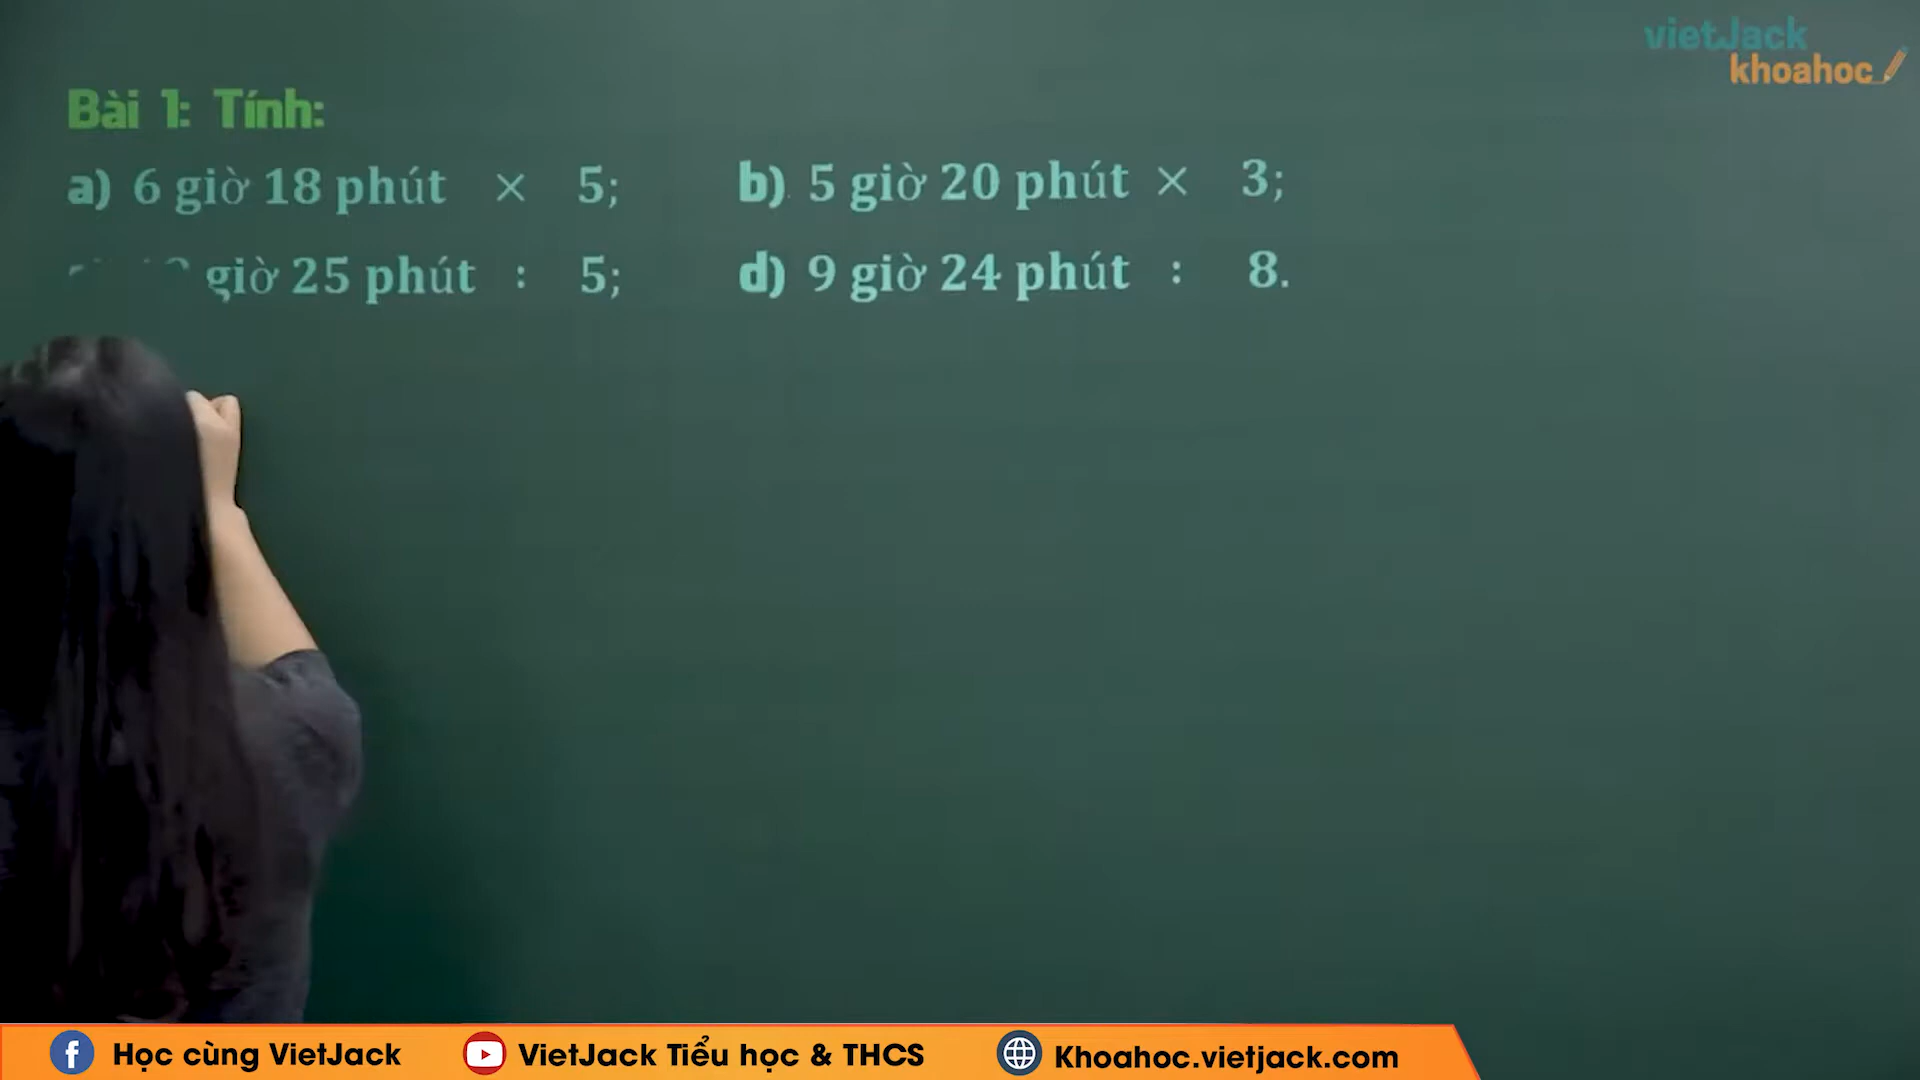 vietJack
khoahoc
Bài 1: Tính:
a) 6 giờ 18 phút × 5;
b) 5 giờ 20 phút × 3;
giờ 25 phút : 5;
d) 9 giờ 24 phút : 8.
Học cùng VietJack
VietJack Tiểu học & THCS
Khoahoc.vietjack.com